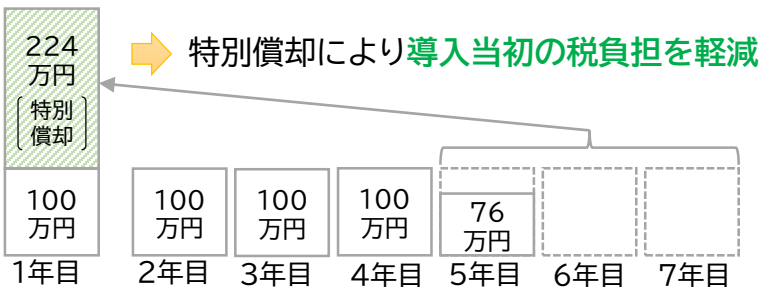 224
万円
特別
償却
特別償却により導入当初の税負担を軽減
100
万円
100
万円
100
万円
100
万円
76
万円
1年目
2年目
3年目
4年目
5年目
6年目
7年目